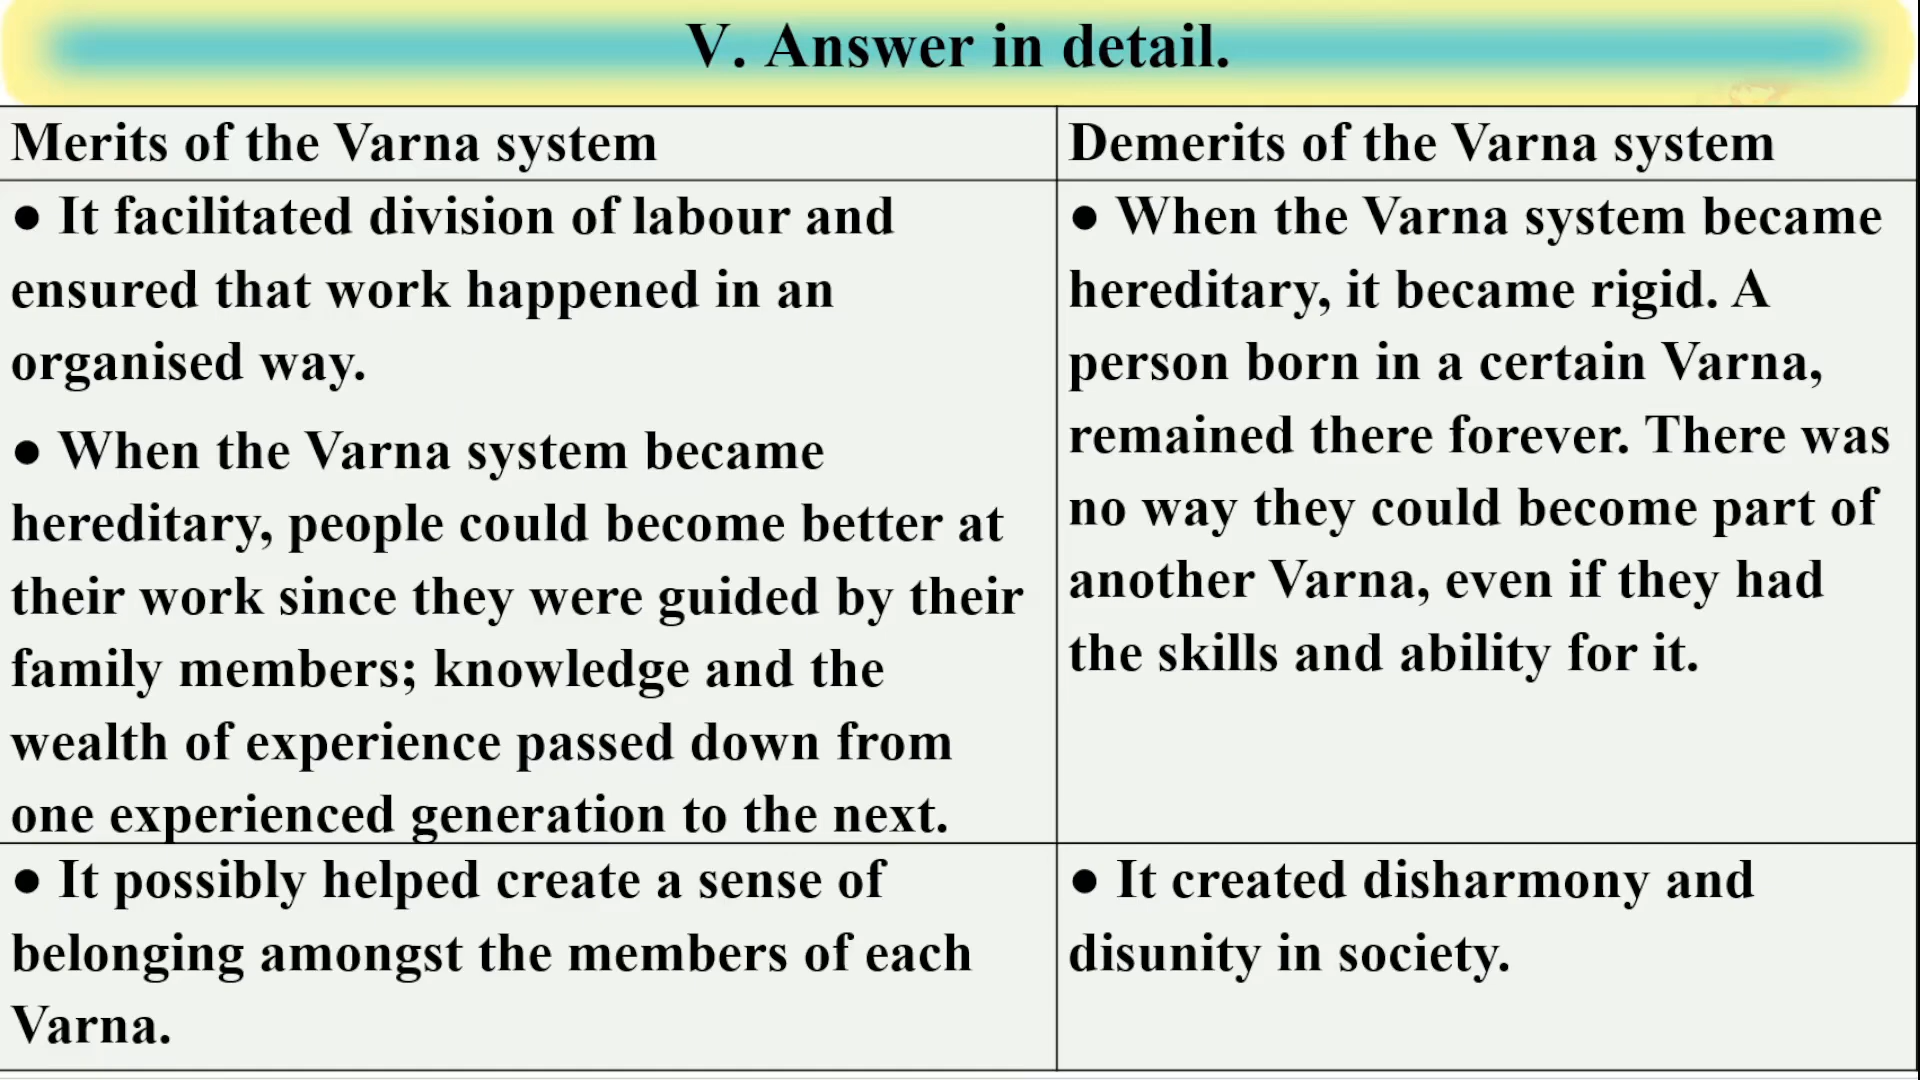 V. Answer in detail.
Merits of the Varna system
Demerits of the Varna system
● It facilitated division of labour and
ensured that work happened in an
organised way.
● When the Varna system became
hereditary, people could become better at
their work since they were guided by their
family members; knowledge and the
wealth of experience passed down from
one experienced generation to the next.
● When the Varna system became
hereditary, it became rigid. A
person born in a certain Varna,
remained there forever. There was
no way they could become part of
another Varna, even if they had
the skills and ability for it.
● It possibly helped create a sense of
belonging amongst the members of each
Varna.
● It created disharmony and
disunity in society.